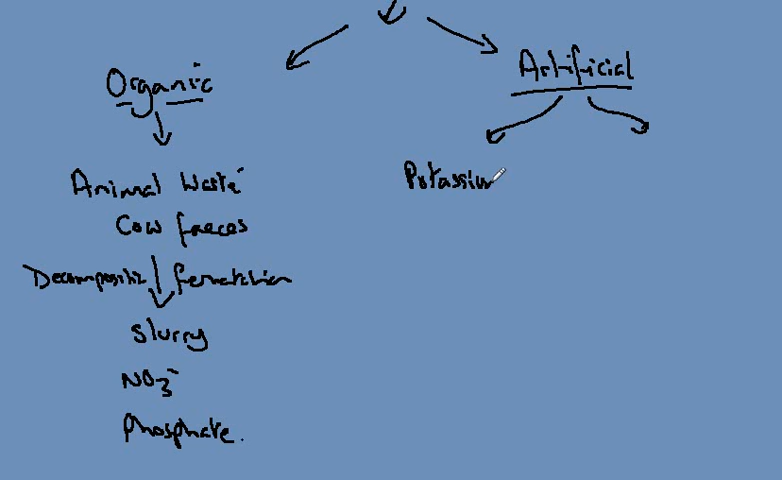 Organic
Artificial
Animal Waste
Potassium
Cow faeces
Decomposition fermentation
Slurry
NO3-
Phosphate.